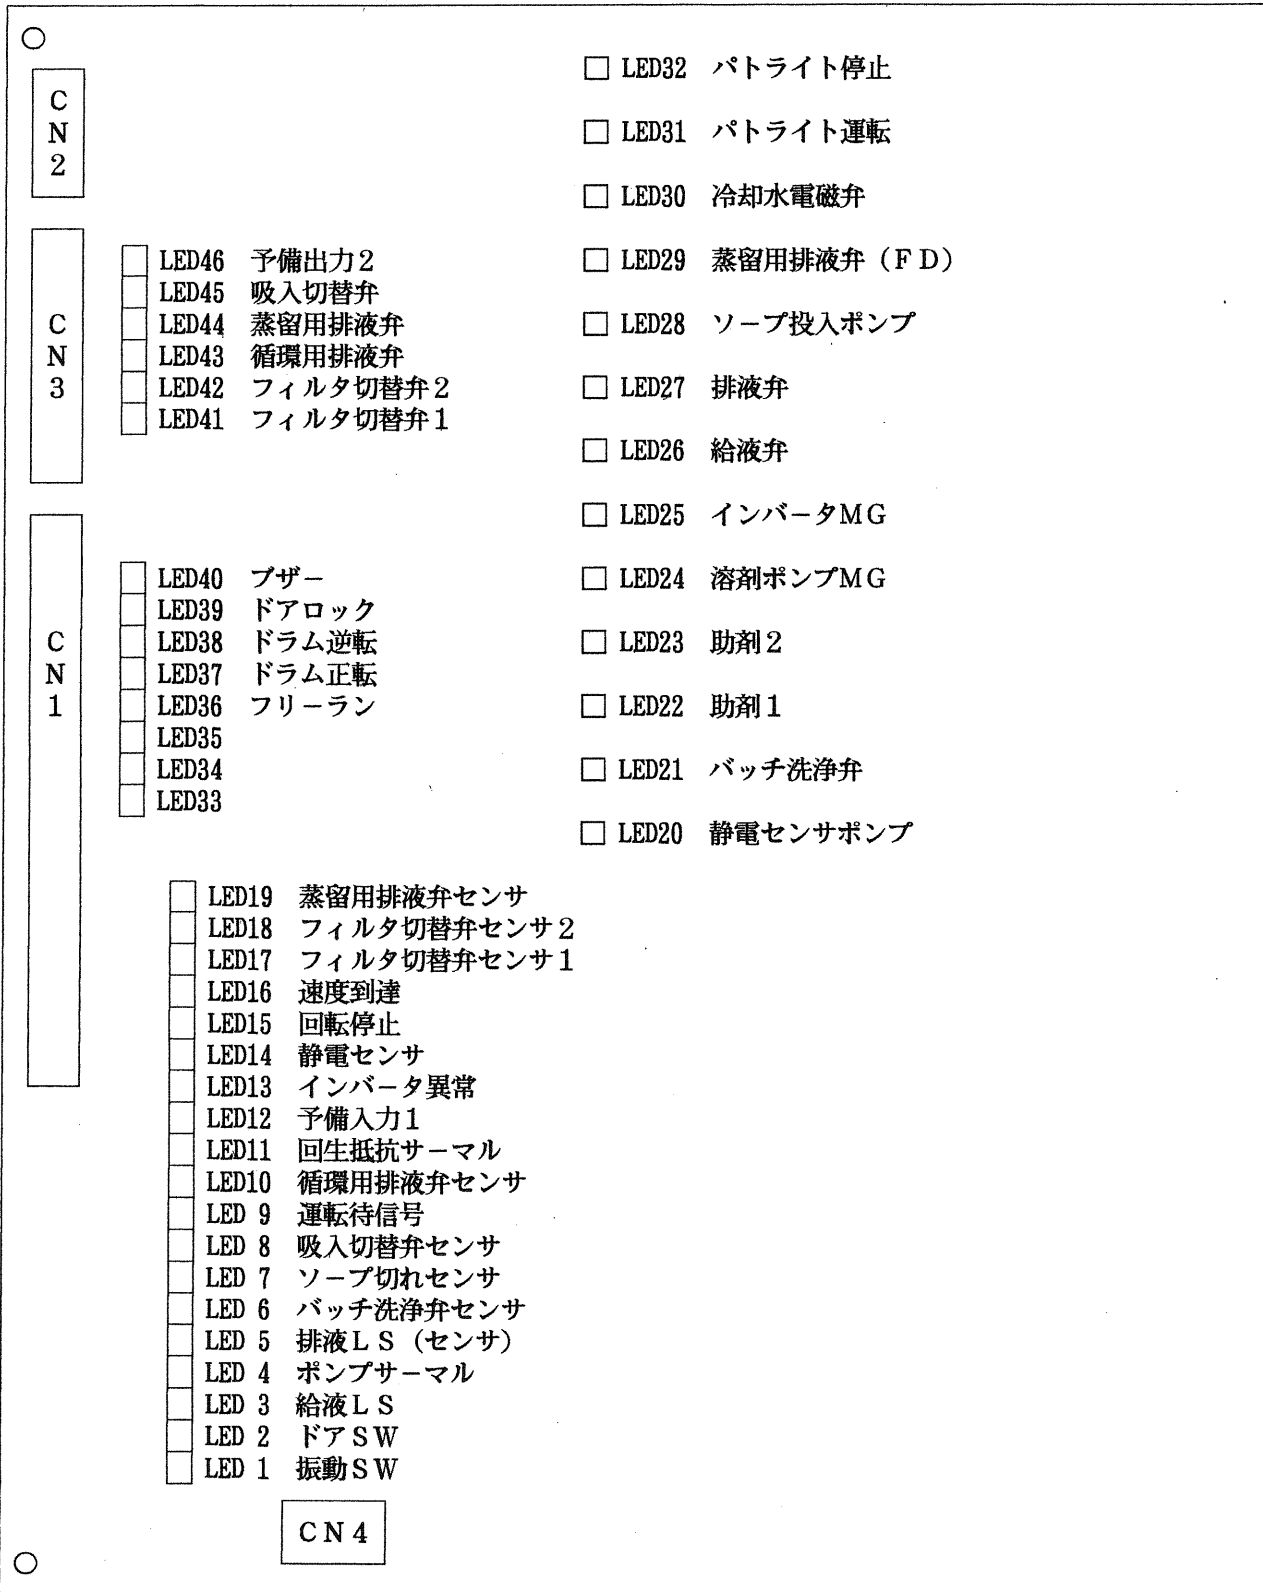 CN2
CN3
CN1
LED46 予備出力2
LED45 吸入切替弁
LED44 蒸留用排液弁
LED43 循環用排液弁
LED42 フィルタ切替弁2
LED41 フィルタ切替弁1
LED40 ブザー
LED39 ドアロック
LED38 ドラム逆転
LED37 ドラム正転
LED36 フリーラン
LED35
LED34
LED33
LED32 パトライト停止
LED31 パトライト運転
LED30 冷却水電磁弁
LED29 蒸留用排液弁(FD)
LED28 ソープ投入ポンプ
LED27 排液弁
LED26 給液弁
LED25 インバータMG
LED24 溶剤ポンプMG
LED23 助剤2
LED22 助剤1
LED21 バッチ洗浄弁
LED20 静電センサポンプ
LED19 蒸留用排液弁センサ
LED18 フィルタ切替弁センサ2
LED17 フィルタ切替弁センサ1
LED16 速度到達
LED15 回転停止
LED14 静電センサ
LED13 インバータ異常
LED12 予備入力1
LED11 回生抵抗サーマル
LED10 循環用排液弁センサ
LED 9 運転待信号
LED 8 吸入切替弁センサ
LED 7 ソープ切れセンサ
LED 6 バッチ洗浄弁センサ
LED 5 排液LS(センサ)
LED 4 ポンプサーマル
LED 3 給液LS
LED 2 ドアSW
LED 1 振動SW
CN4